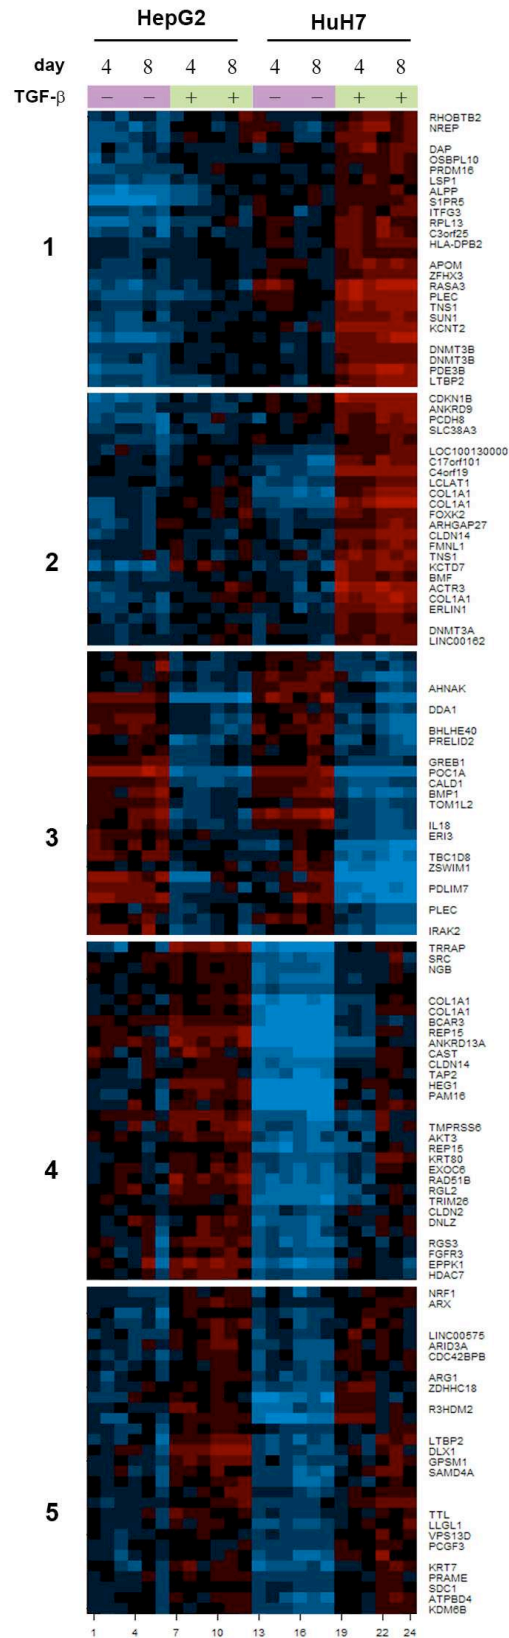 HepG2 HuH7
day 4 8 4 8 4 8 4 8
TGF-β − − + + − − + +
1
RHOBTB2
NREP
DAP
OSBPL10
PRDM16
LSP1
ALPP
S1PR5
ITFG3
RPL13
C3orf25
HLA-DPB2
APOM
ZFHX3
RASA3
PLEC
TNS1
SUN1
KCNT2
DNMT3B
DNMT3B
PDE3B
LTBP2
2
CDKN1B
ANKRD9
PCDH8
SLC38A3
LOC100130000
C17orf101
C4orf19
LCLAT1
COL1A1
COL1A1
FOXK2
ARHGAP27
CLDN14
FMNL1
TNS1
KCTD7
BMF
ACTR3
COL1A1
ERLIN1
DNMT3A
LINC00162
3
AHNAK
DDA1
BHLHE40
PRELID2
GREB1
POC1A
CALD1
BMP1
TOM1L2
IL18
ERI3
TBC1D8
ZSWIM1
PDLIM7
PLEC
IRAK2
4
TRRAP
SRC
NGB
COL1A1
COL1A1
BCAR3
REP15
ANKRD13A
CAST
CLDN14
TAP2
HEG1
PAM16
TMPRSS6
AKT3
REP15
KRT80
EXOC6
RAD51B
RGL2
TRIM26
CLDN2
DNLZ
RGS3
FGFR3
EPPK1
HDAC7
5
NRF1
ARX
LINC00575
ARID3A
CDC42BPB
ARG1
ZDHHC18
R3HDM2
LTBP2
DLX1
GPSM1
SAMD4A
TTL
LLGL1
VPS13D
PCGF3
KRT7
PRAME
SDC1
ATPBD4
KDM6B
1 4 7 10 13 16 19 22 24